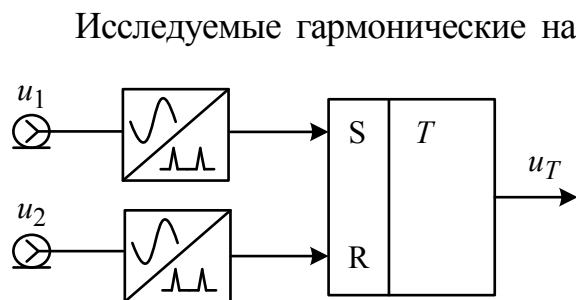 Исследуемые гармонические на
u1
S T
uT
u2
R